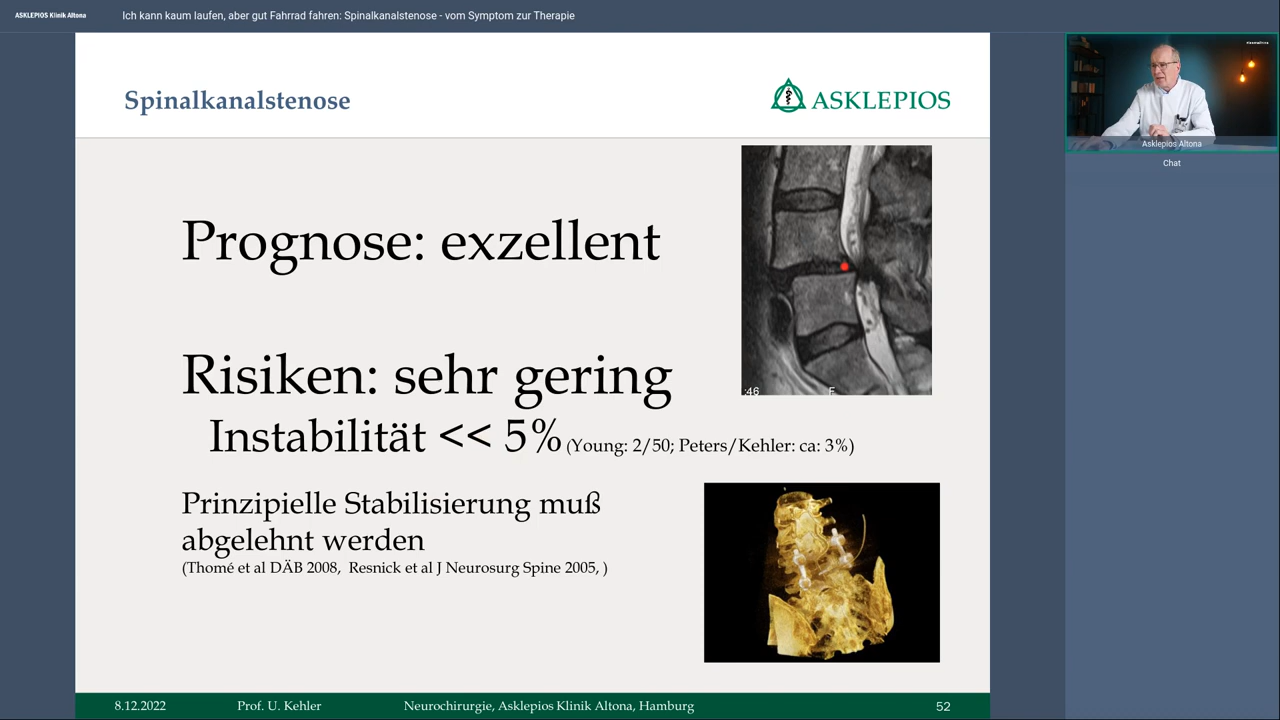 ASKLEPIOS Klinik Altona
Ich kann kaum laufen, aber gut Fahrrad fahren: Spinalkanalstenose - vom Symptom zur Therapie
Spinalkanalstenose
ASKLEPIOS
Asklepios Altona
Chat
Prognose: exzellent
Risiken: sehr gering
:46
F
Instabilität << 5% (Young: 2/50; Peters/Kehler: ca: 3%)
Prinzipielle Stabilisierung muß
abgelehnt werden
(Thomé et al DÄB 2008, Resnick et al J Neurosurg Spine 2005, )
8.12.2022 Prof. U. Kehler Neurochirurgie, Asklepios Klinik Altona, Hamburg 52